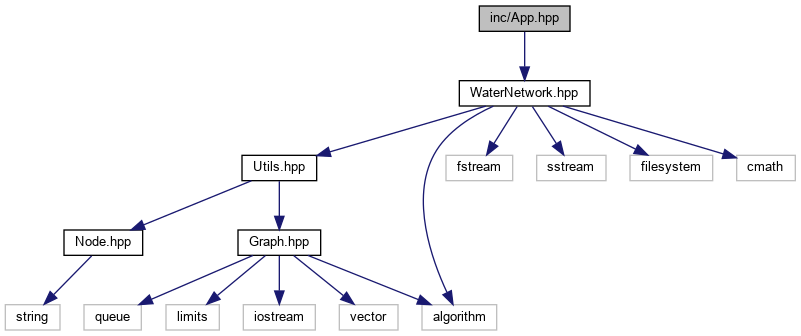 inc/App.hpp
WaterNetwork.hpp
Utils.hpp
fstream
sstream
filesystem
cmath
Node.hpp
Graph.hpp
string
queue
limits
iostream
vector
algorithm